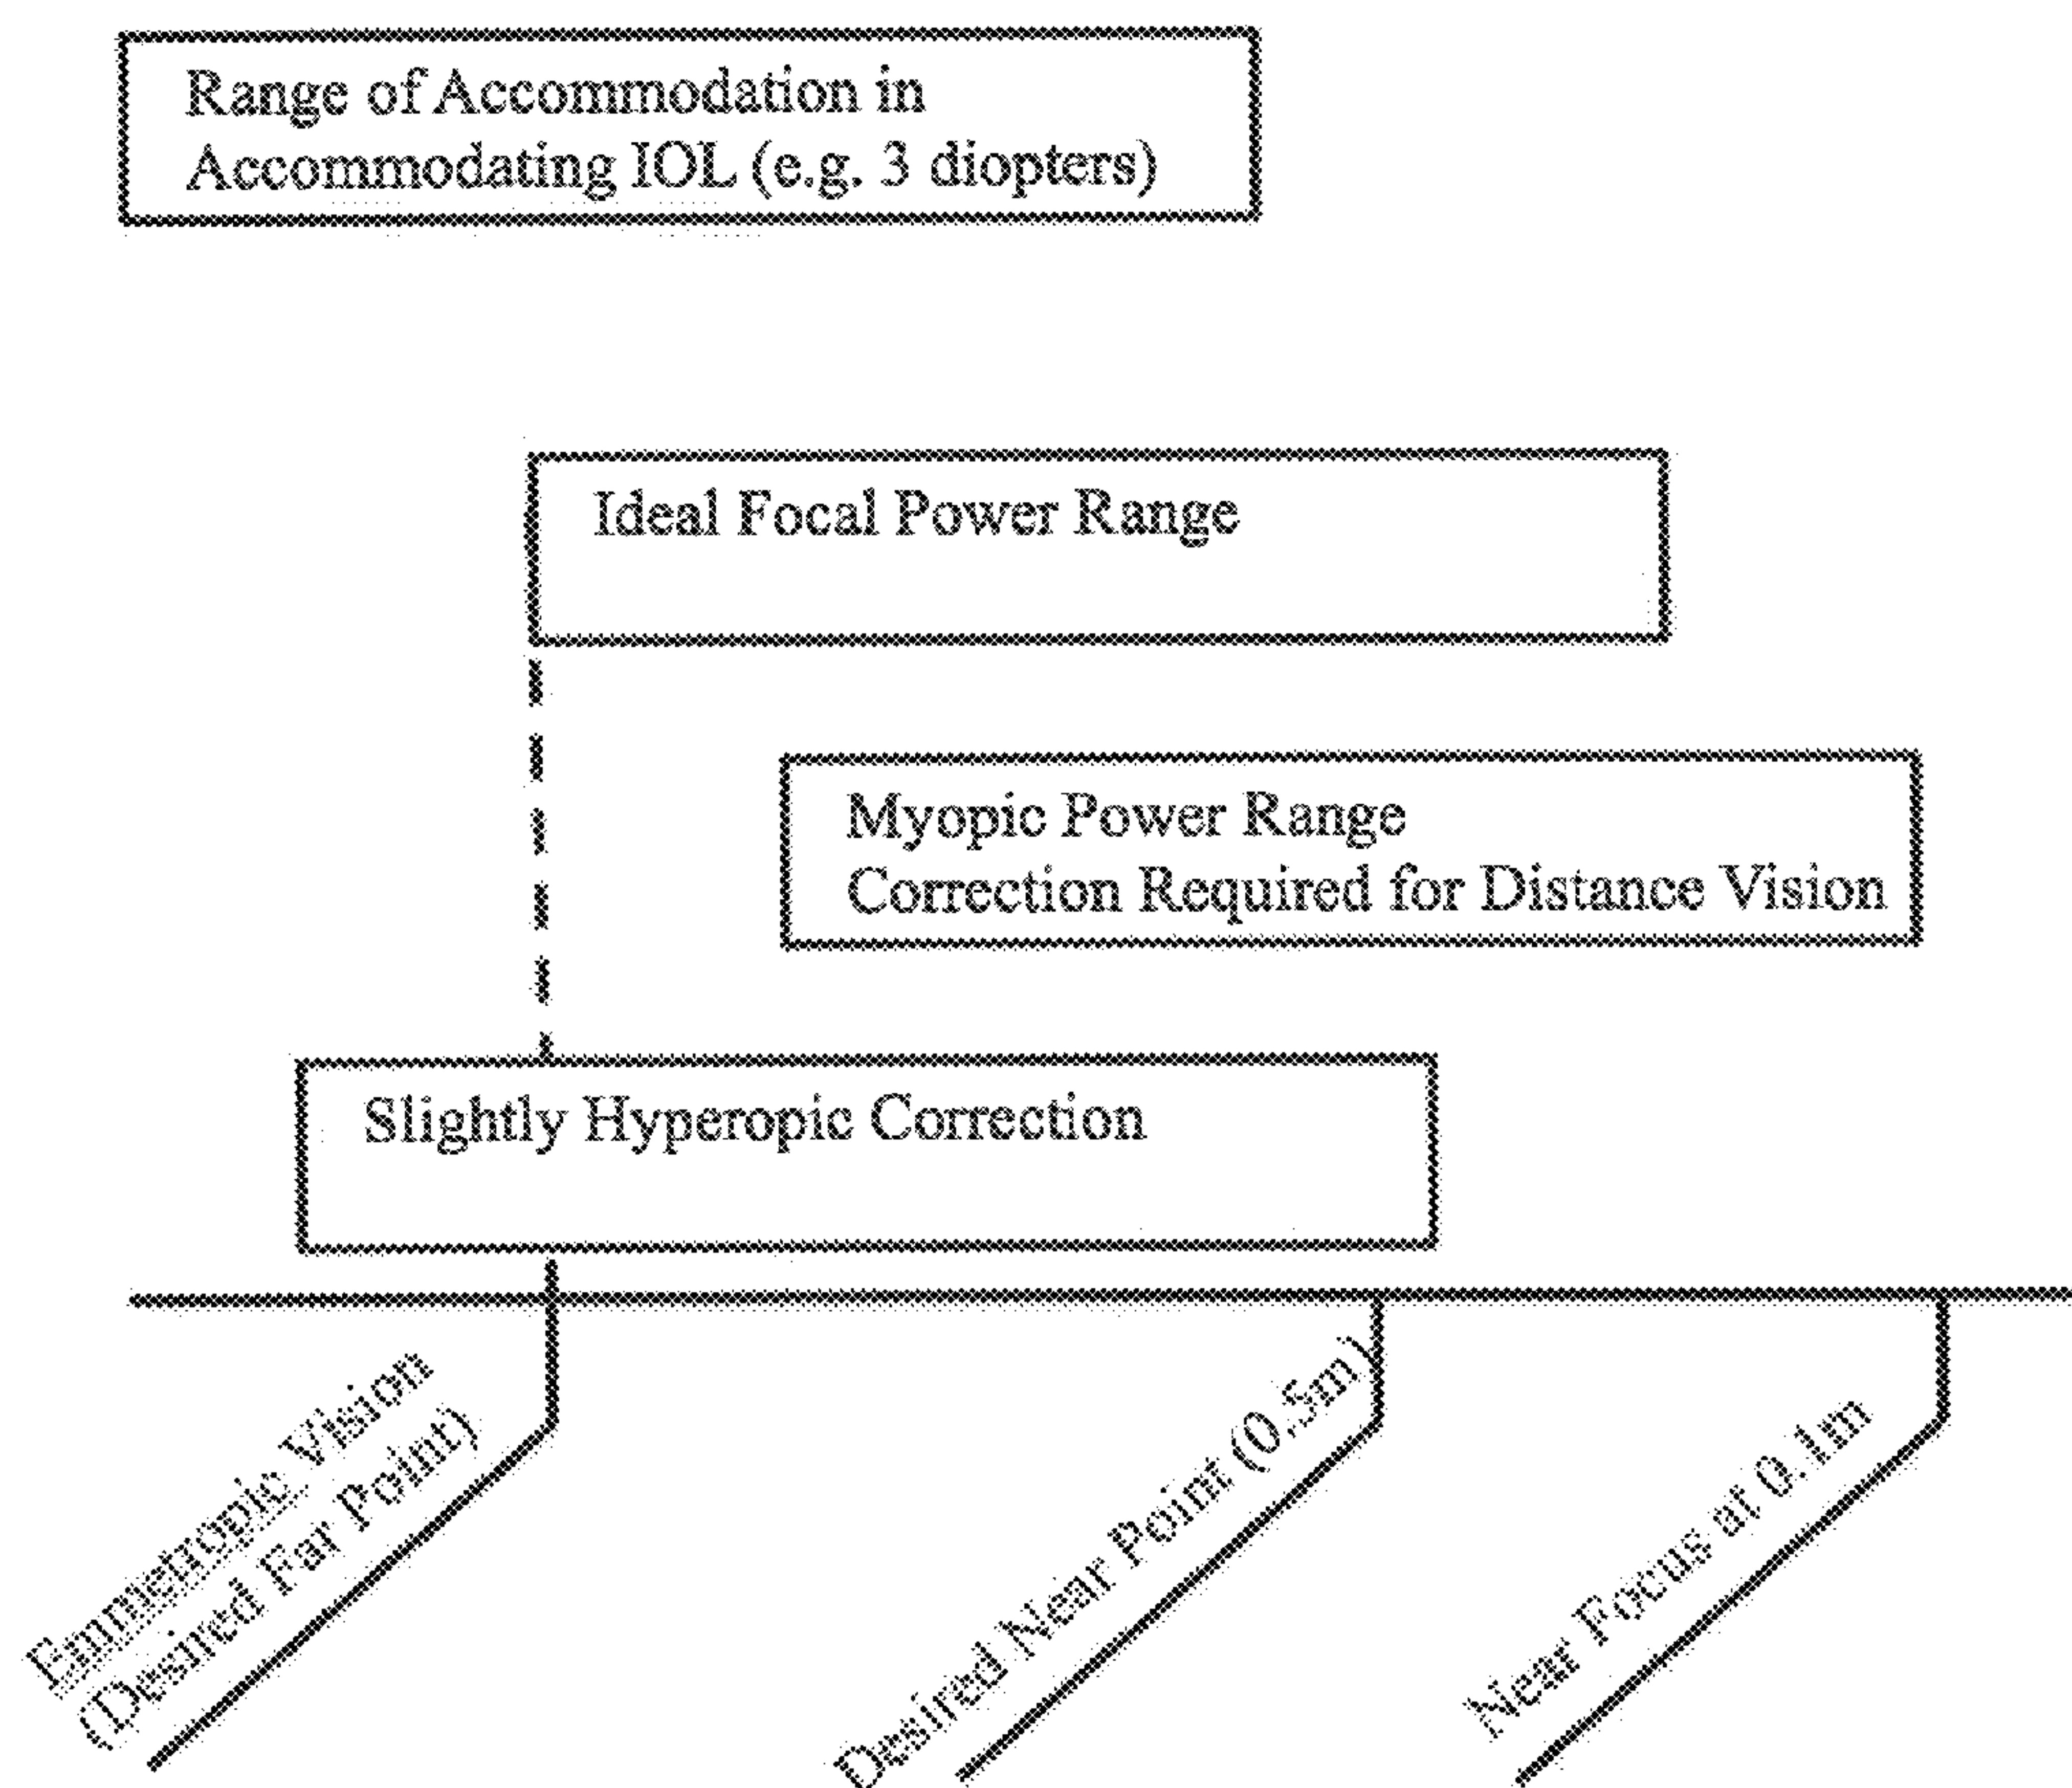 Range of Accommodation in
Accommodating IOL (e.g. 3 diopters)
Ideal Focal Power Range
Myopic Power Range
Correction Required for Distance Vision
Slightly Hyperopic Correction
Emmetropic Vision
(Desired Far Point)
Desired Near Point (0.5m)
Near Focus at 0.1m